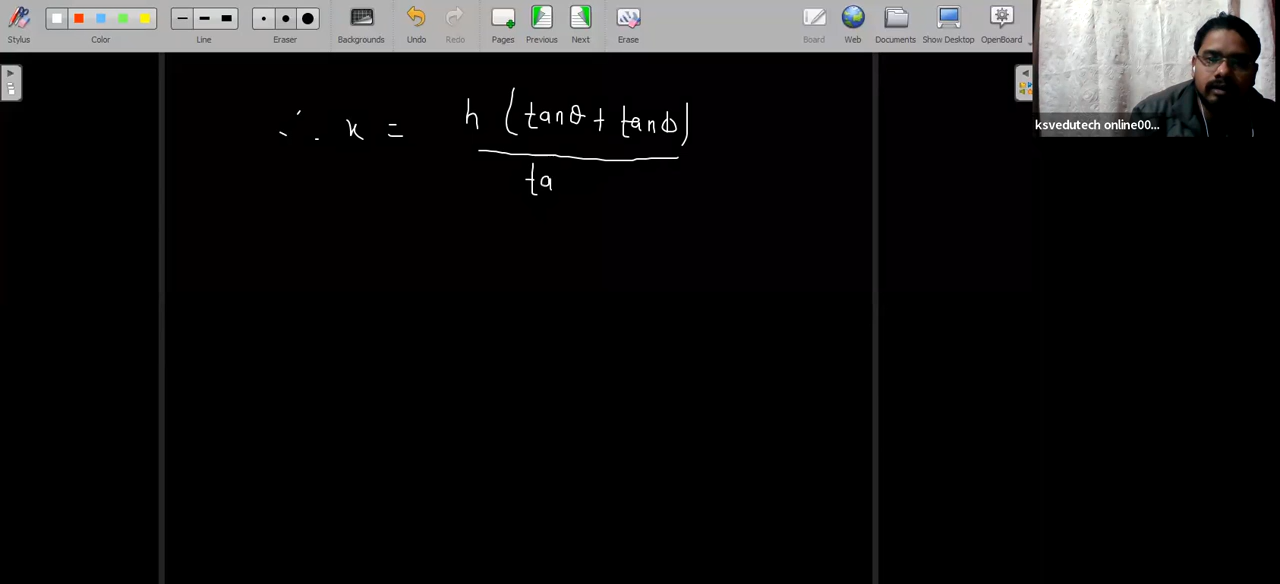 Stylus Color Line Eraser Backgrounds Undo Redo Pages Previous Next Erase Board Web Documents Show Desktop OpenBoard
ksvedutech online00...
∴ x = h (tanθ + tanϕ)
ta